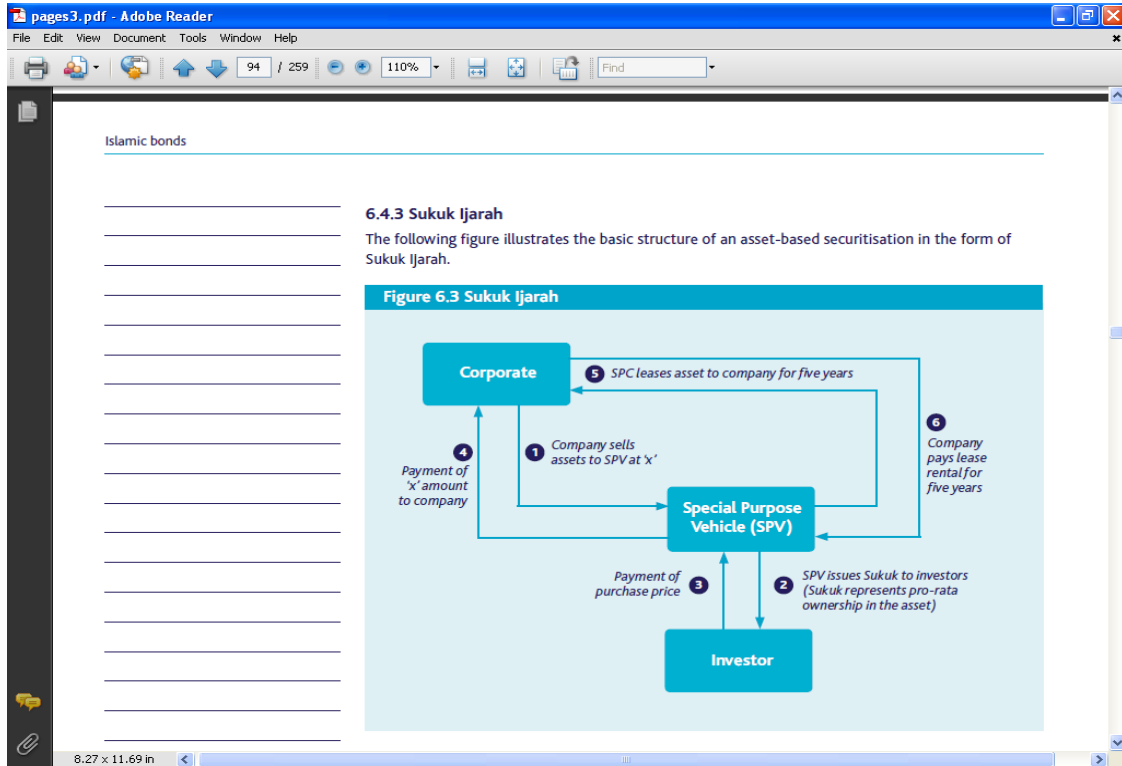 pages3.pdf - Adobe Reader
File Edit View Document Tools Window Help
94 / 259 110% Find
Islamic bonds
6.4.3 Sukuk Ijarah
The following figure illustrates the basic structure of an asset-based securitisation in the form of
Sukuk Ijarah.
Figure 6.3 Sukuk Ijarah
Corporate
5 SPC leases asset to company for five years
1 Company sells
assets to SPV at ‘x’
4
Payment of
‘x’ amount
to company
6
Company
pays lease
rental for
five years
Special Purpose
Vehicle (SPV)
Payment of
purchase price 3
2 SPV issues Sukuk to investors
(Sukuk represents pro-rata
ownership in the asset)
Investor
8.27 x 11.69 in